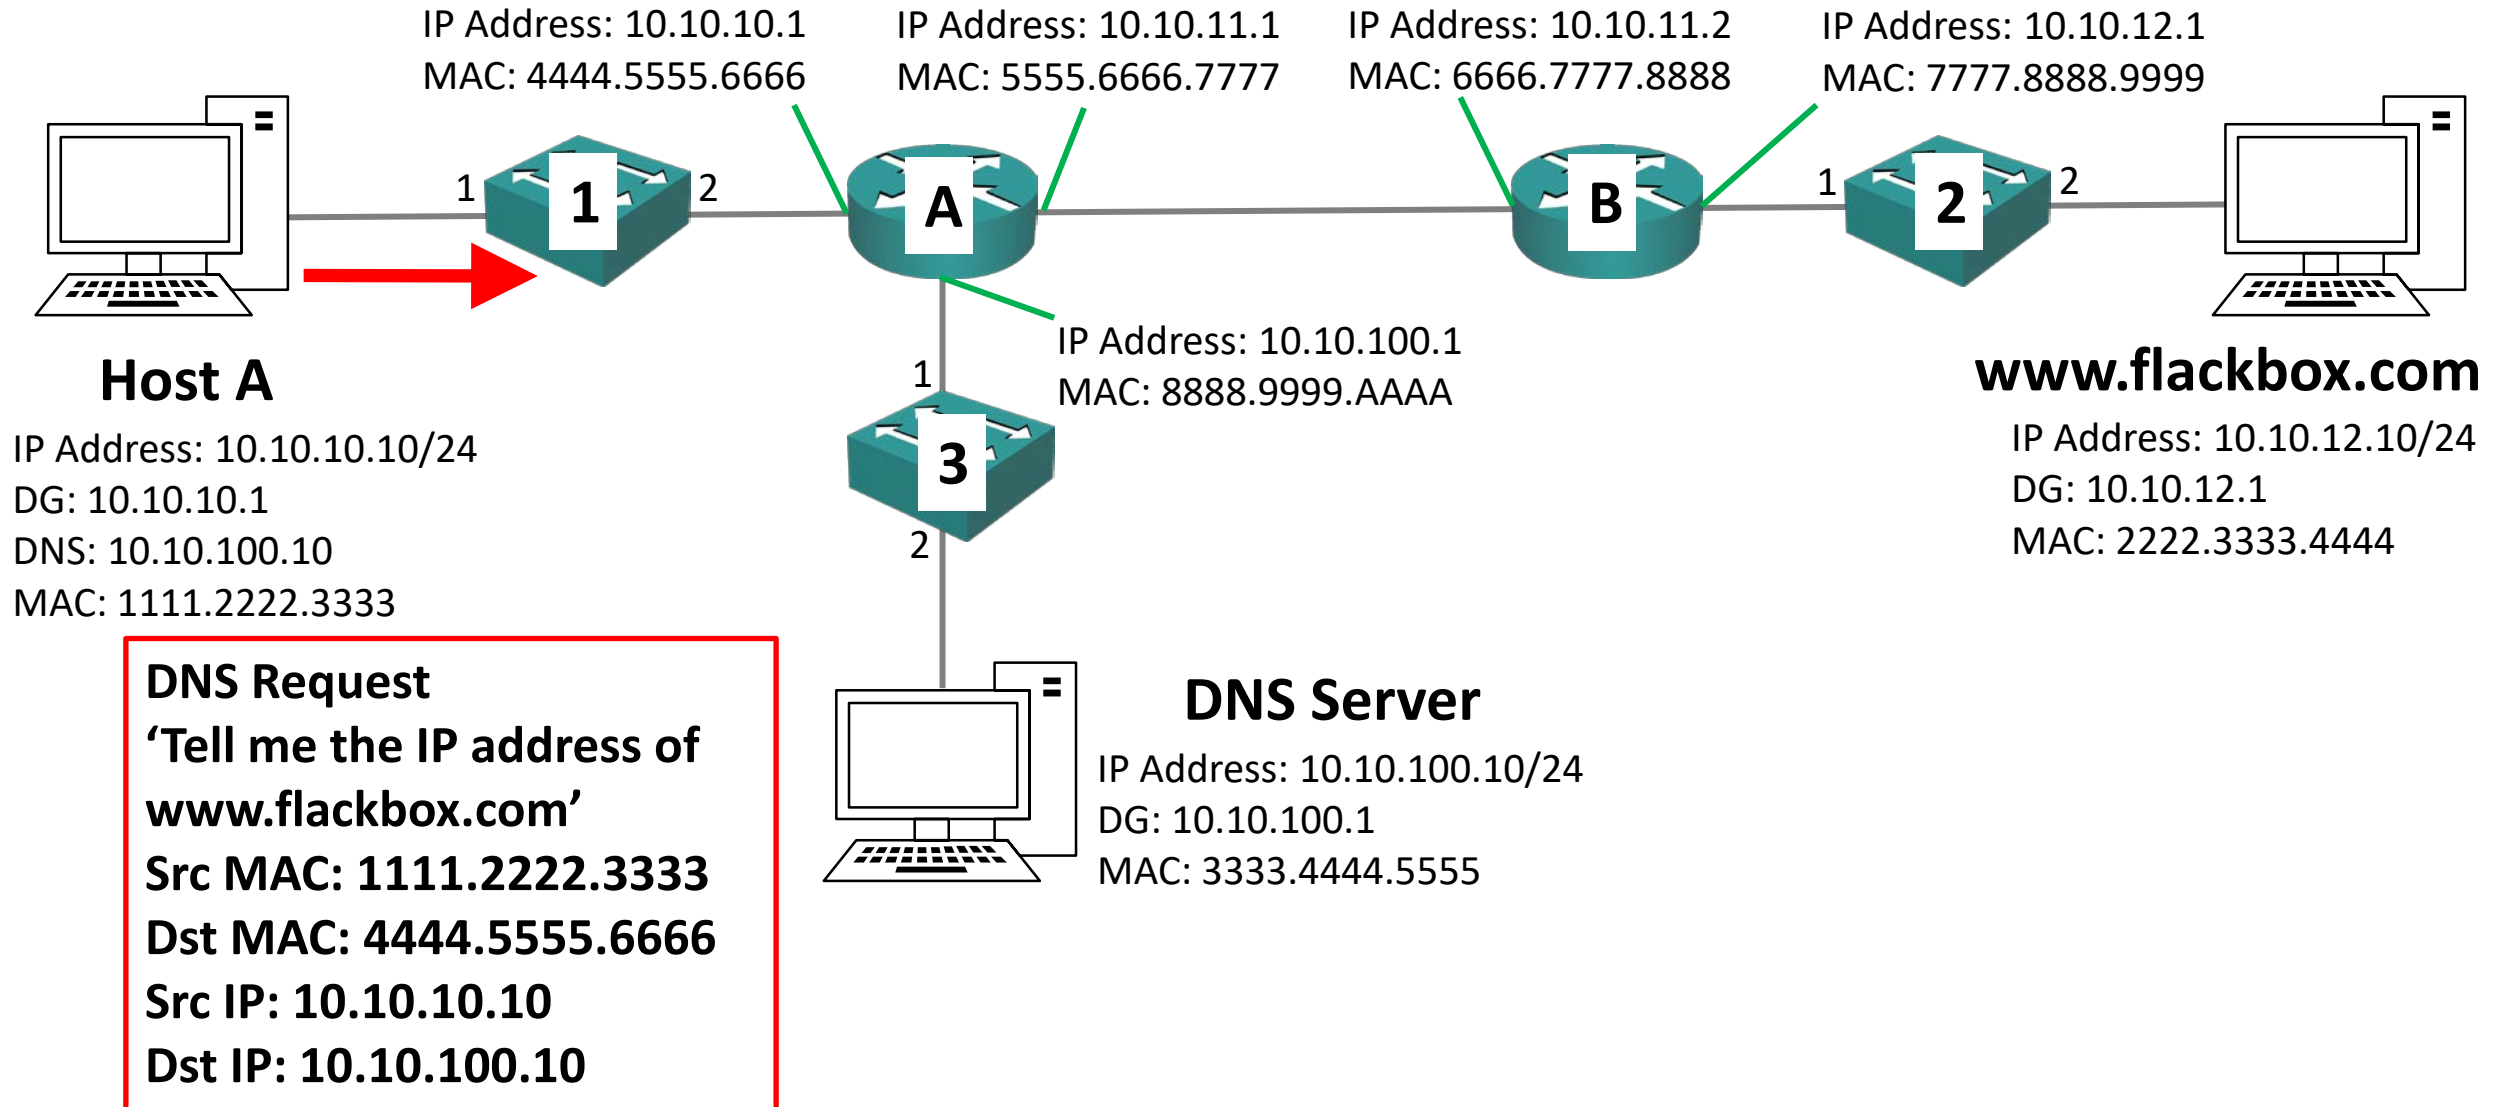 IP Address: 10.10.10.1
MAC: 4444.5555.6666
IP Address: 10.10.11.1
MAC: 5555.6666.7777
IP Address: 10.10.11.2
MAC: 6666.7777.8888
IP Address: 10.10.12.1
MAC: 7777.8888.9999
1
1
2
A
B
1
2
2
IP Address: 10.10.100.1
MAC: 8888.9999.AAAA
Host A
IP Address: 10.10.10.10/24
DG: 10.10.10.1
DNS: 10.10.100.10
MAC: 1111.2222.3333
1
3
2
www.flackbox.com
IP Address: 10.10.12.10/24
DG: 10.10.12.1
MAC: 2222.3333.4444
DNS Request
‘Tell me the IP address of
www.flackbox.com’
Src MAC: 1111.2222.3333
Dst MAC: 4444.5555.6666
Src IP: 10.10.10.10
Dst IP: 10.10.100.10
DNS Server
IP Address: 10.10.100.10/24
DG: 10.10.100.1
MAC: 3333.4444.5555